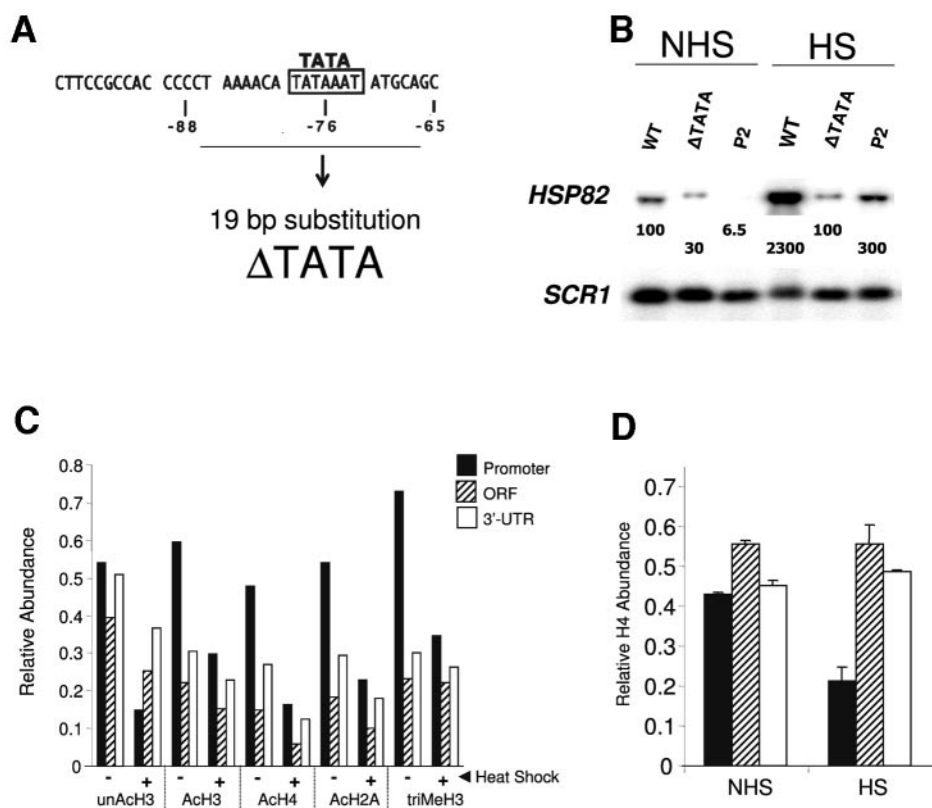 A
TATA
CTTCCGCCAC CCCCT AAAACA TATAAAT ATGCAGC
-88 -76 -65
19 bp substitution
ΔTATA
B
NHS HS
WT ΔTATA P2 WT ΔTATA P2
HSP82
100 30 6.5 2300 100 300
SCR1
C
Promoter
ORF
3'-UTR
Relative Abundance
0.8
0.7
0.6
0.5
0.4
0.3
0.2
0.1
0
- + - + - + - + - + ◄ Heat Shock
unAcH3 AcH3 AcH4 AcH2A triMeH3
D
Relative H4 Abundance
0.7
0.6
0.5
0.4
0.3
0.2
0.1
0
NHS HS